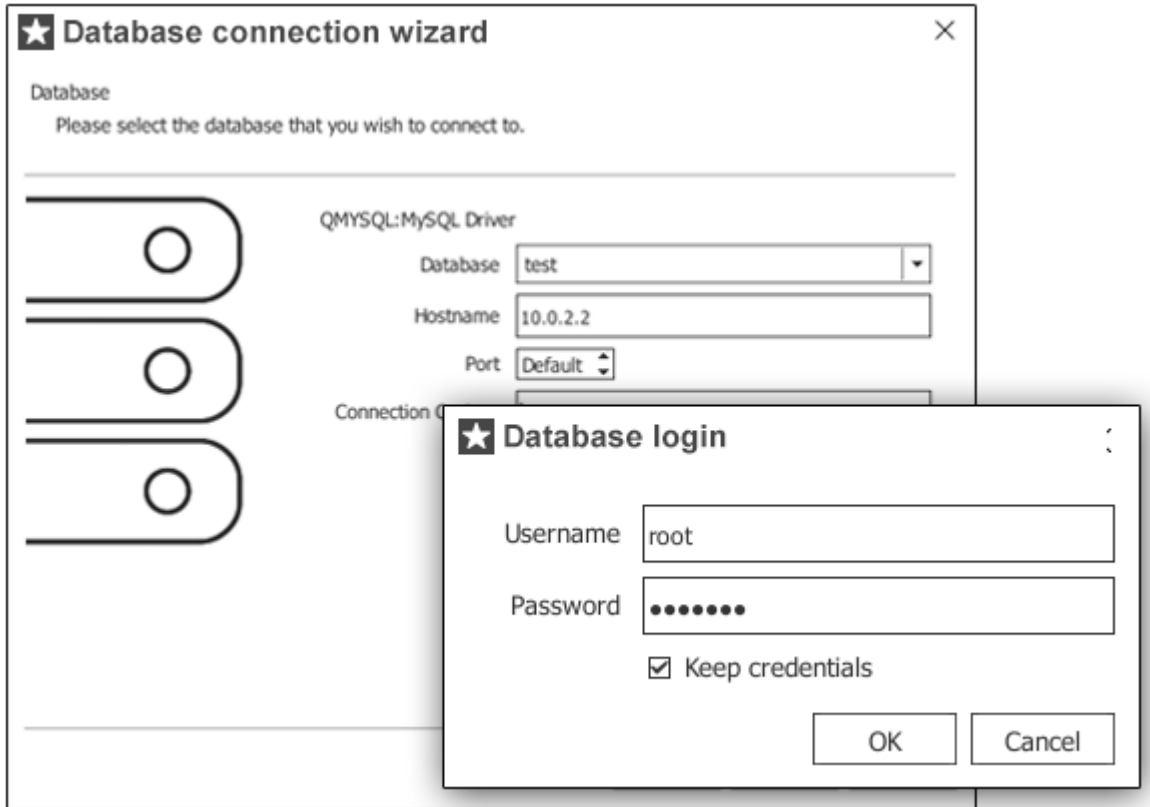 Database connection wizard
Database
Please select the database that you wish to connect to.
QMYSQL:MySQL Driver
Database test
Hostname 10.0.2.2
Port Default
Connection
Database login
Username root
Password •••••••
Keep credentials
OK Cancel